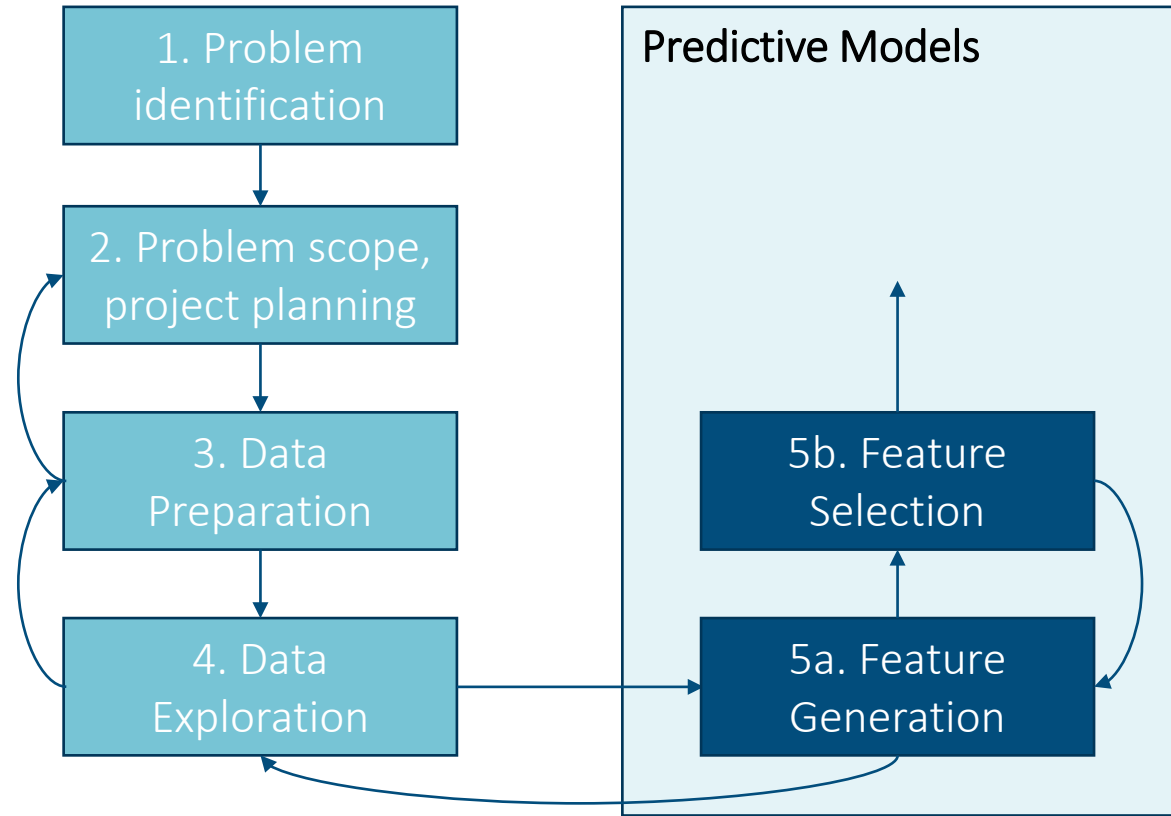 1. Problem
identification
2. Problem scope,
project planning
3. Data
Preparation
4. Data
Exploration
Predictive Models
5b. Feature
Selection
5a. Feature
Generation